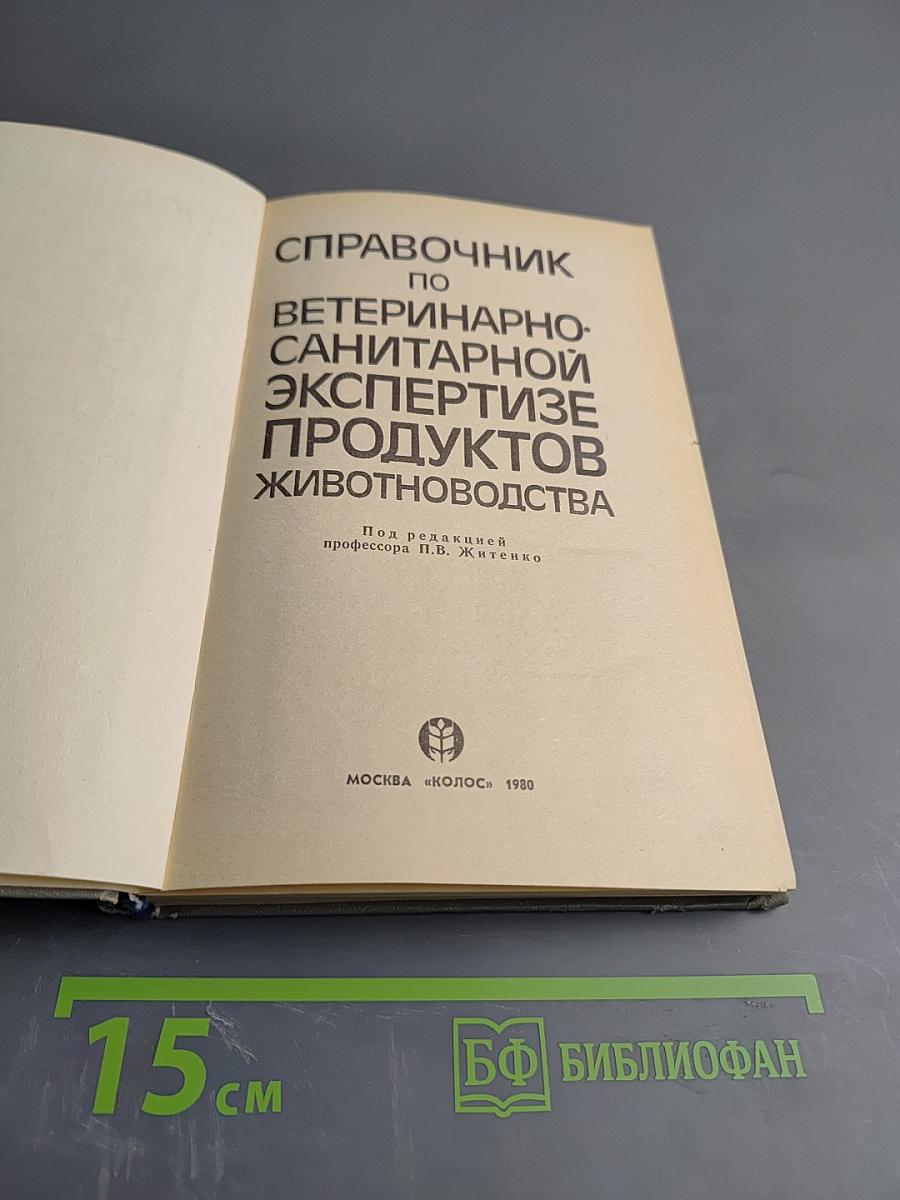 СПРАВОЧНИК
ПО
ВЕТЕРИНАРНО-
САНИТАРНОЙ
ЭКСПЕРТИЗЕ
ПРОДУКТОВ
ЖИВОТНОВОДСТВА
Под редакцией
профессора П.В. Житенко
МОСКВА «КОЛОС» 1980
15 см
БФ БИБЛИОФАН